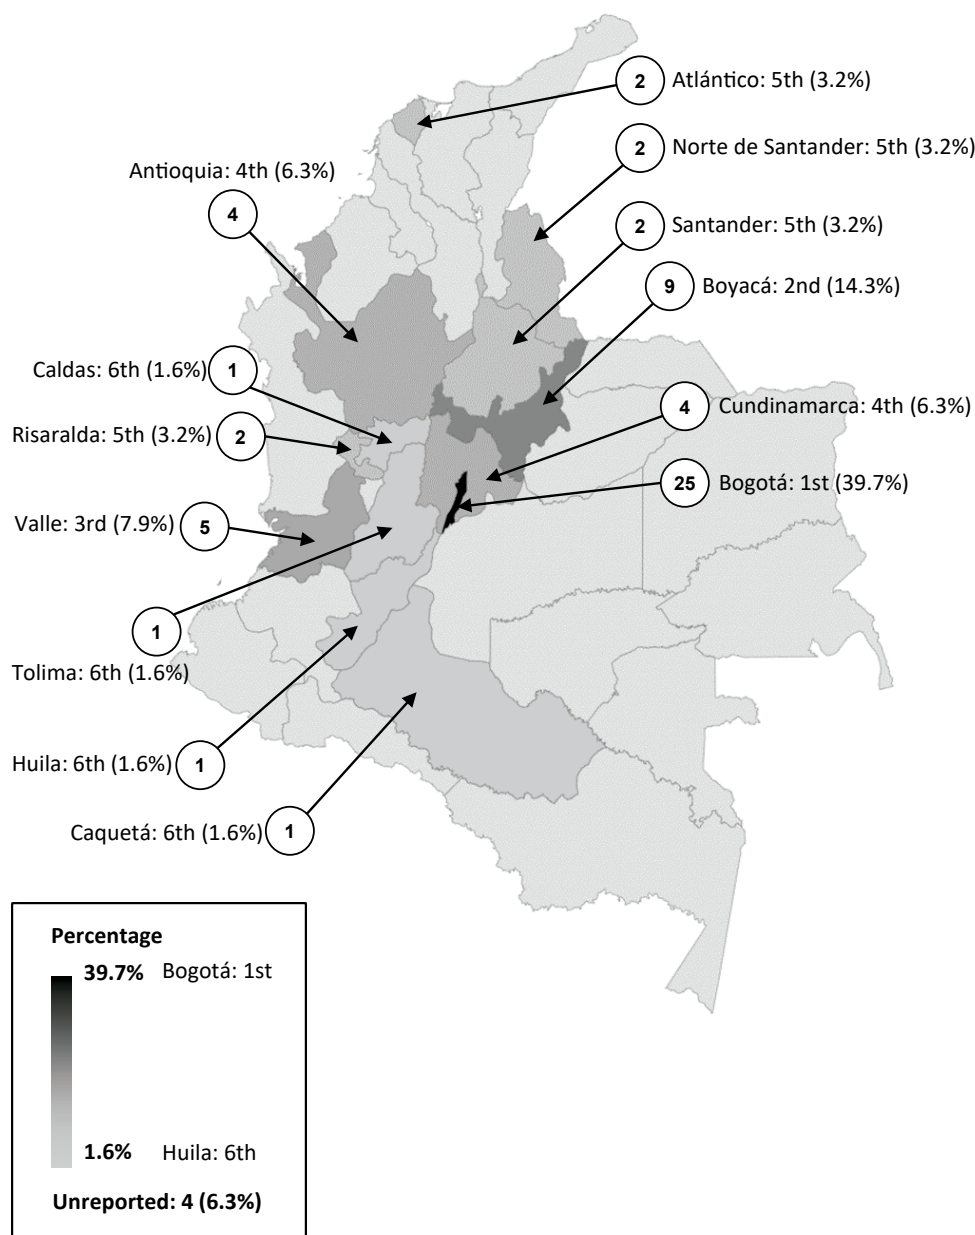 2 Atlántico: 5th (3.2%)
2 Norte de Santander: 5th (3.2%)
Antioquia: 4th (6.3%)
4
2 Santander: 5th (3.2%)
9 Boyacá: 2nd (14.3%)
Caldas: 6th (1.6%) 1
4 Cundinamarca: 4th (6.3%)
Risaralda: 5th (3.2%) 2
25 Bogotá: 1st (39.7%)
Valle: 3rd (7.9%) 5
1
Tolima: 6th (1.6%)
Huila: 6th (1.6%) 1
Caquetá: 6th (1.6%) 1
Percentage
39.7% Bogotá: 1st
1.6% Huila: 6th
Unreported: 4 (6.3%)